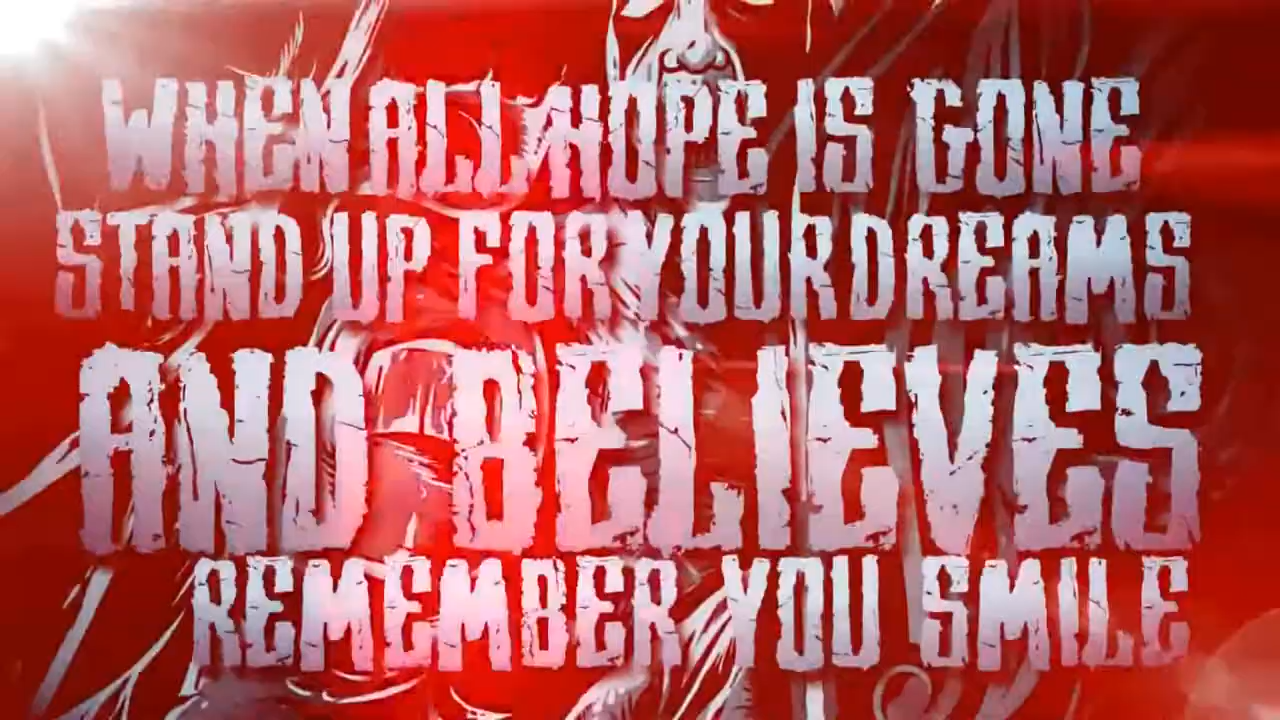 WHEN ALL HOPE IS GONE
STAND UP FOR YOUR DREAMS
AND BELIEVES
REMEMBER YOU SMILE